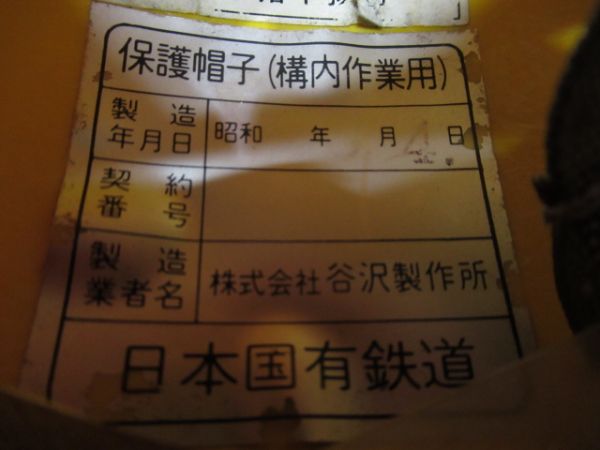 保護帽子(構内作業用)
製造年月日 昭和 年 月 日
契約番号
製造業者名 株式会社谷沢製作所
日本国有鉄道